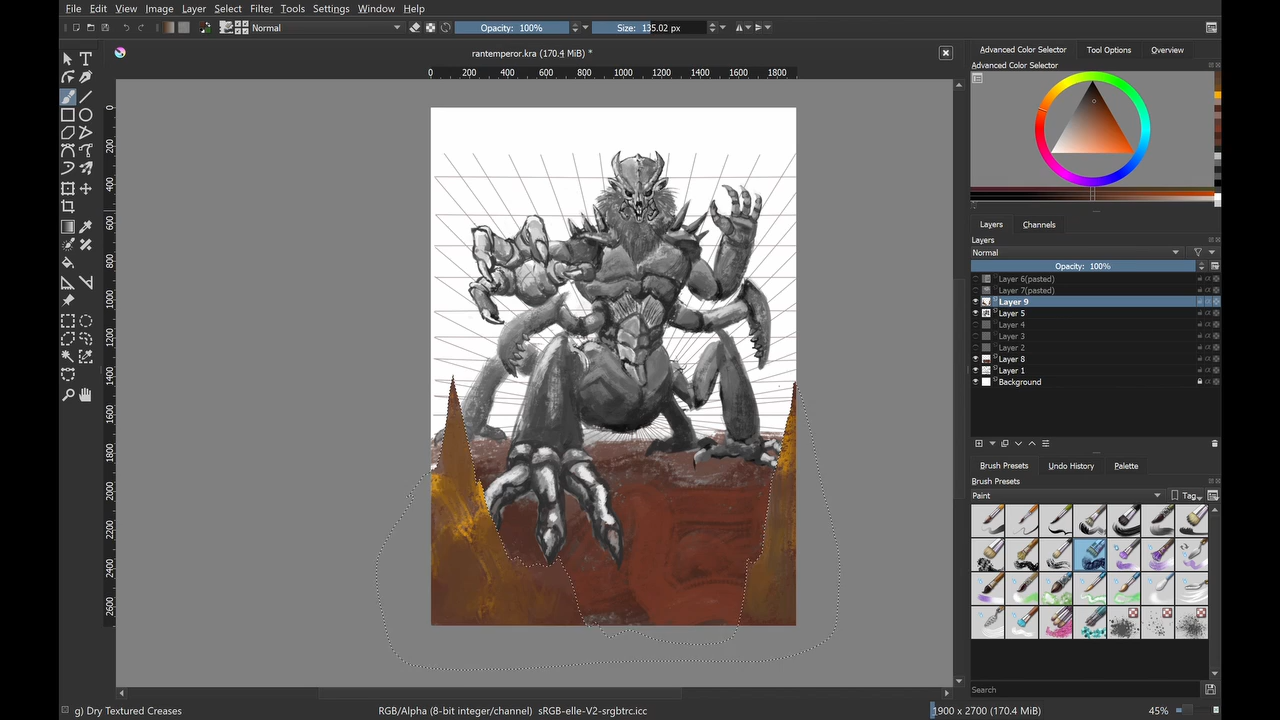 File Edit View Image Layer Select Filter Tools Settings Window Help
Normal Opacity: 100% Size: 135.02 px
rantemperor.kra (170.4 MiB) *
0 200 400 600 800 1000 1200 1400 1600 1800
0 200 400 600 800 1000 1200 1400 1600 1800 2000 2200 2400 2600
Advanced Color Selector Tool Options Overview
Advanced Color Selector
Layers Channels
Layers
Normal
Opacity: 100%
Layer 6(pasted)
Layer 7(pasted)
Layer 9
Layer 5
Layer 4
Layer 3
Layer 2
Layer 8
Layer 1
Background
Brush Presets Undo History Palette
Brush Presets
Paint Tag
Search
g) Dry Textured Creases RGB/Alpha (8-bit integer/channel) sRGB-elle-V2-srgbtrc.icc 1900 x 2700 (170.4 MiB) 45%